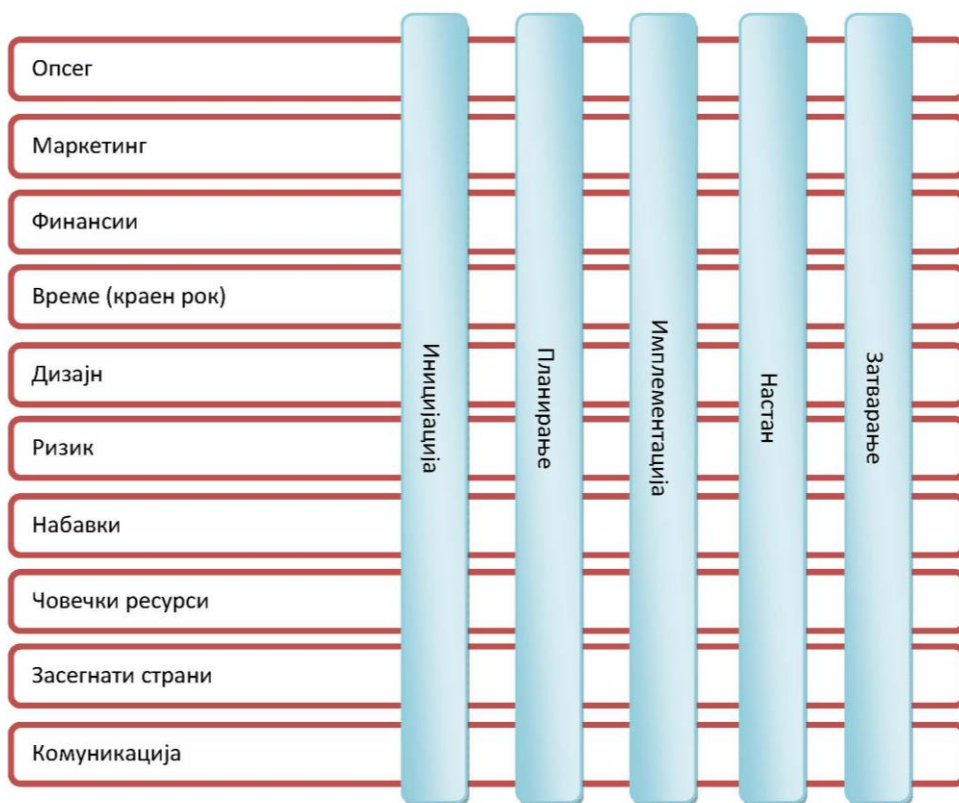 Опсег
Маркетинг
Финансии
Време (краен рок)
Дизајн
Ризик
Набавки
Човечки ресурси
Засегнати страни
Комуникација
Иницијација
Планирање
Имплементација
Настан
Затварање